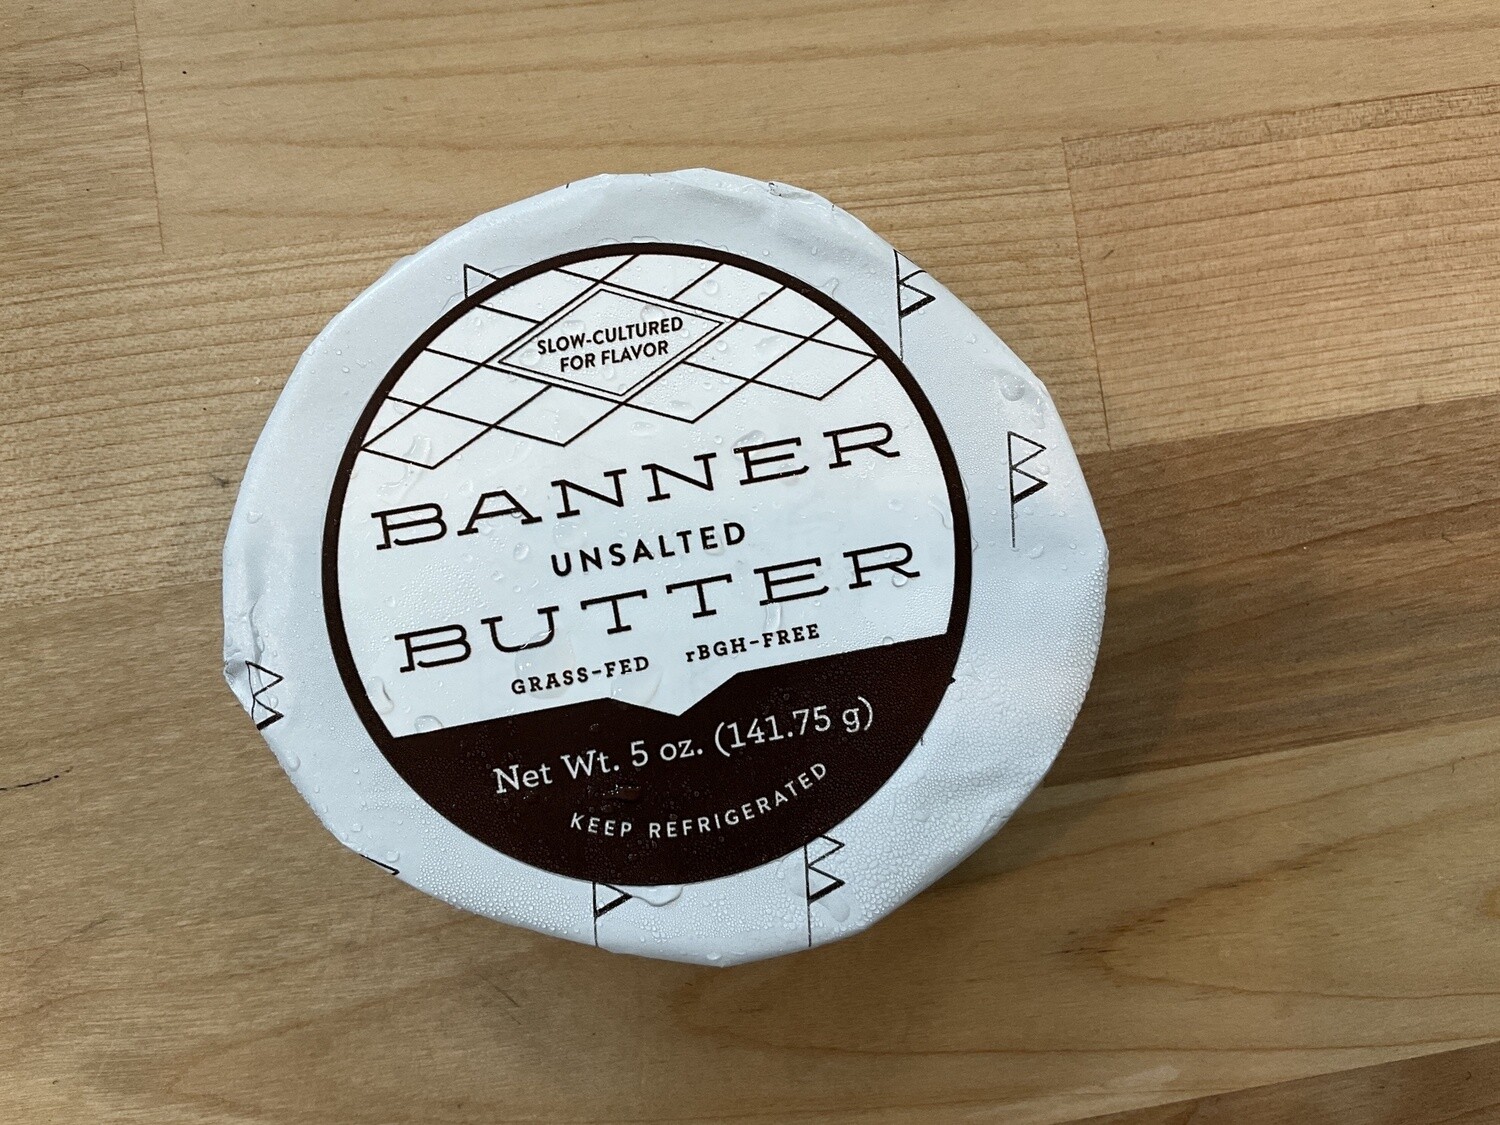 SLOW-CULTURED
FOR FLAVOR
BANNER
UNSALTED
BUTTER
GRASS-FED rBGH-FREE
Net Wt. 5 oz. (141.75 g)
KEEP REFRIGERATED